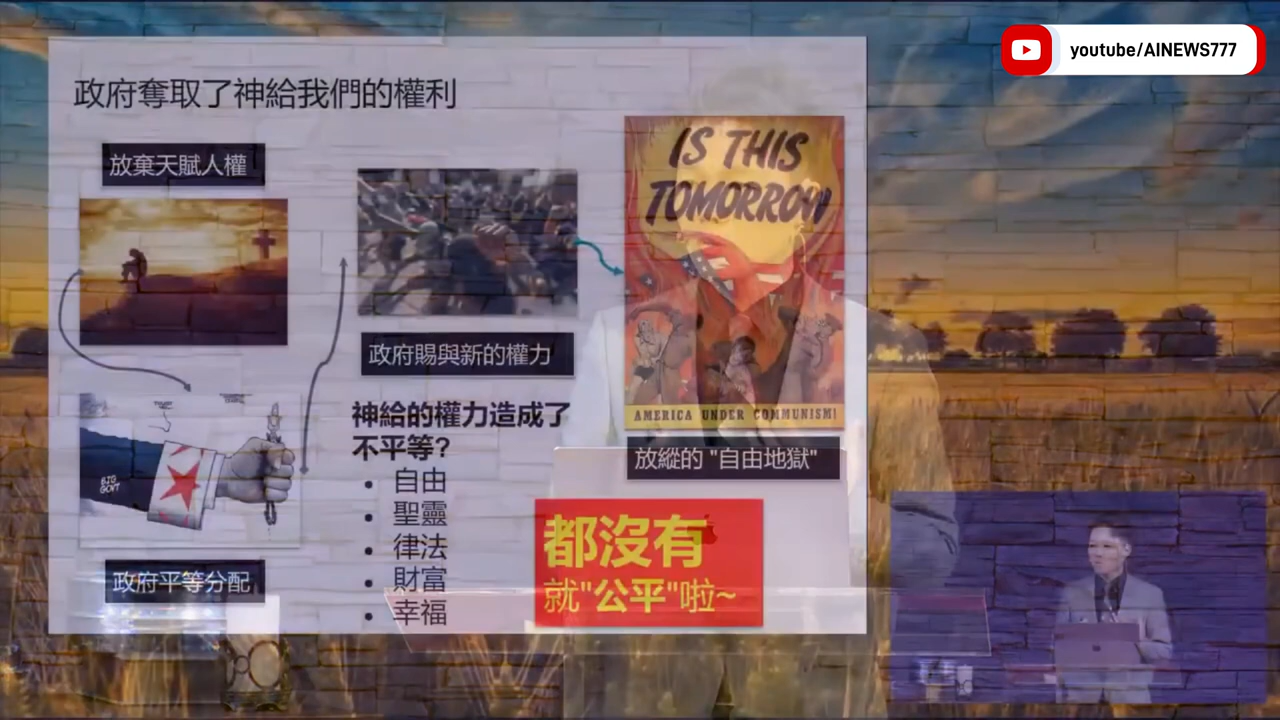 youtube/AINEWS777
政府奪取了神給我們的權利
放棄天賦人權
政府賜與新的權力
IS THIS
TOMORROW
AMERICA UNDER COMMUNISM!
放縱的 "自由地獄"
BIG
GOV'T
政府平等分配
神給的權力造成了
不平等?
• 自由
• 聖靈
• 律法
• 財富
• 幸福
都沒有
就"公平"啦~